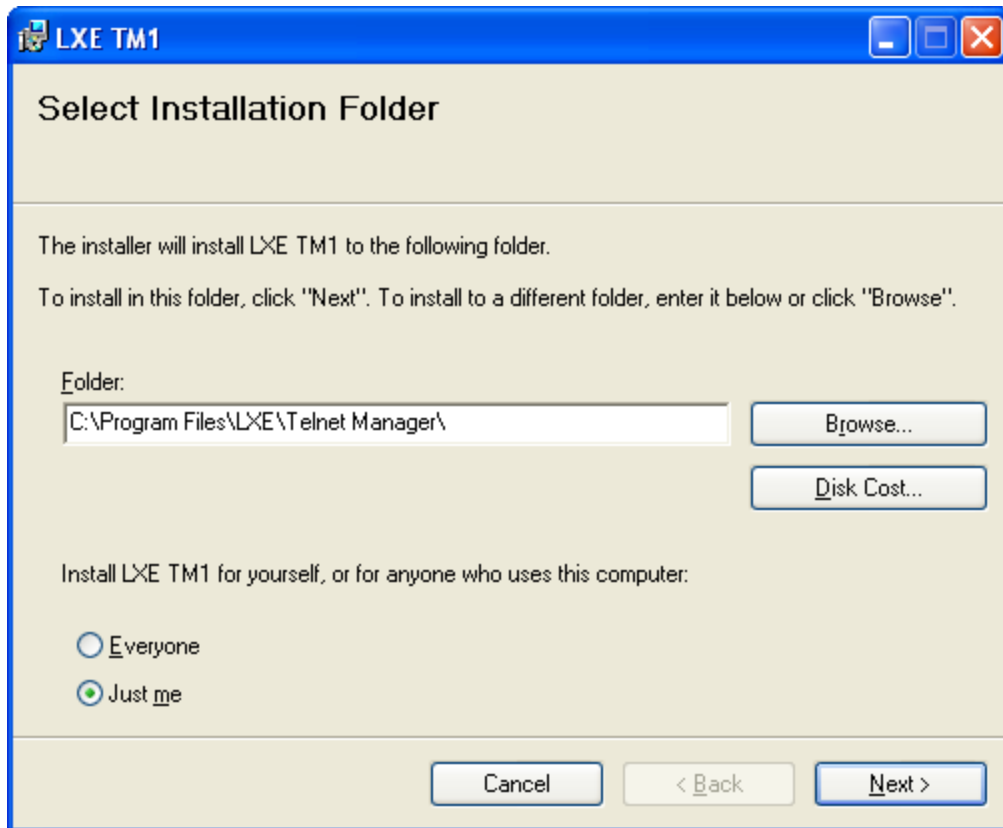 LXE TM1
Select Installation Folder
The installer will install LXE TM1 to the following folder.
To install in this folder, click "Next". To install to a different folder, enter it below or click "Browse".
Folder:
C:\Program Files\LXE\Telnet Manager\
Browse...
Disk Cost...
Install LXE TM1 for yourself, or for anyone who uses this computer:
Everyone
Just me
Cancel
< Back
Next >